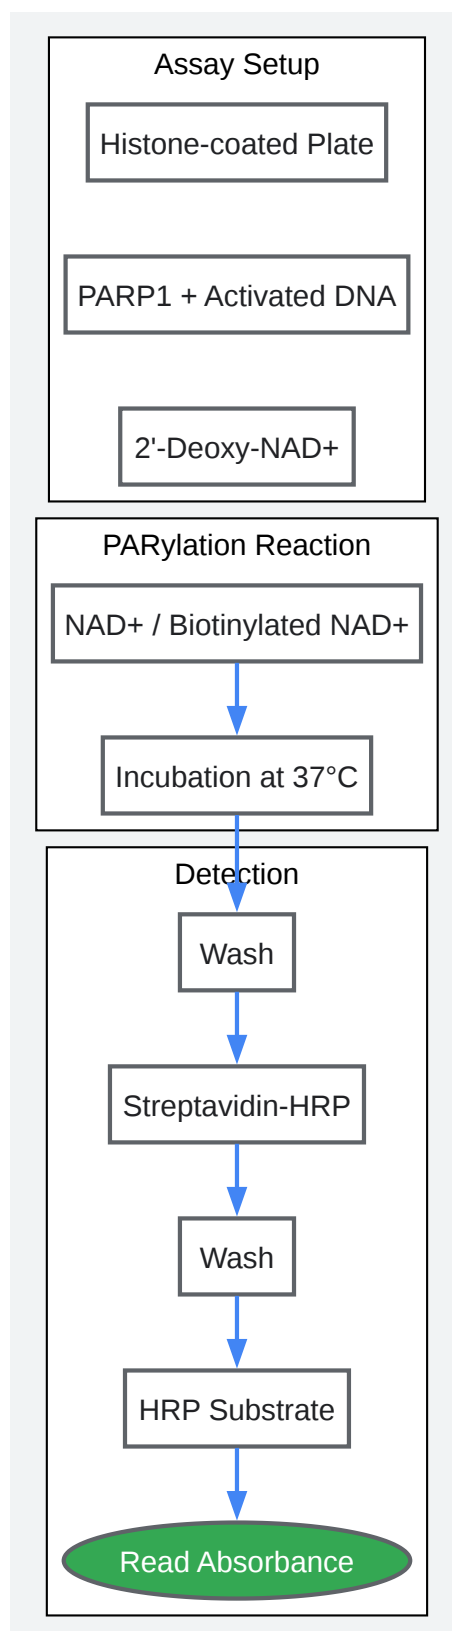 Assay Setup
Histone-coated Plate
PARP1 + Activated DNA
2'-Deoxy-NAD+
PARylation Reaction
NAD+ / Biotinylated NAD+
Incubation at 37°C
Detection
Wash
Streptavidin-HRP
Wash
HRP Substrate
Read Absorbance